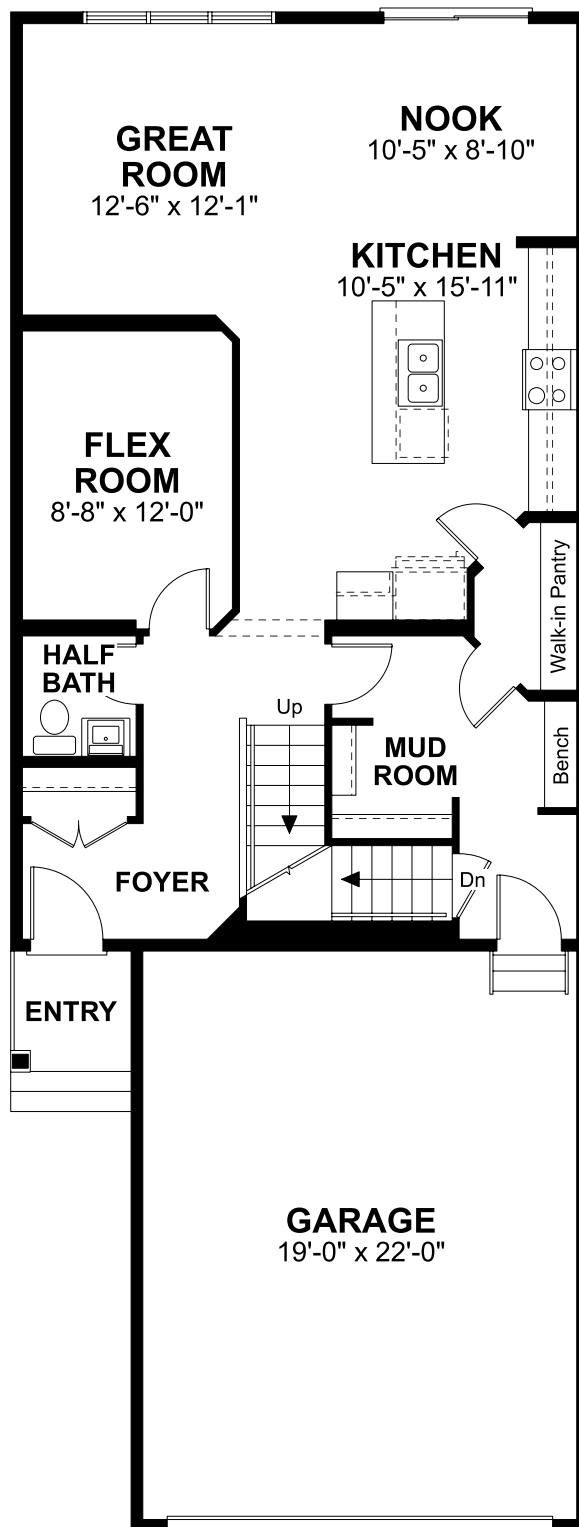 NOOK
10'-5" x 8'-10"
GREAT
ROOM
12'-6" x 12'-1"
KITCHEN
10'-5" x 15'-11"
FLEX
ROOM
8'-8" x 12'-0"
Walk-in Pantry
HALF
BATH
Up
MUD
ROOM
Bench
FOYER
Dn
ENTRY
GARAGE
19'-0" x 22'-0"